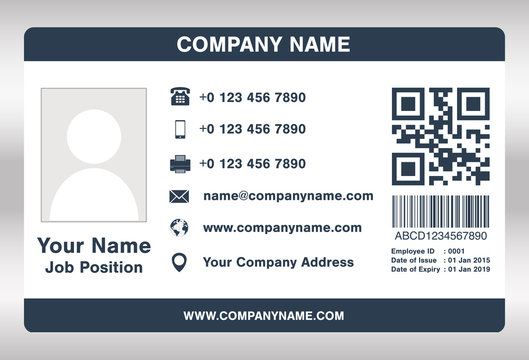 COMPANY NAME
+0 123 456 7890
+0 123 456 7890
+0 123 456 7890
name@companyname.com
www.companyname.com
Your Company Address
Your Name
Job Position
ABCD1234567890
Employee ID : 0001
Date of Issue : 01 Jan 2015
Date of Expiry : 01 Jan 2019
WWW.COMPANYNAME.COM